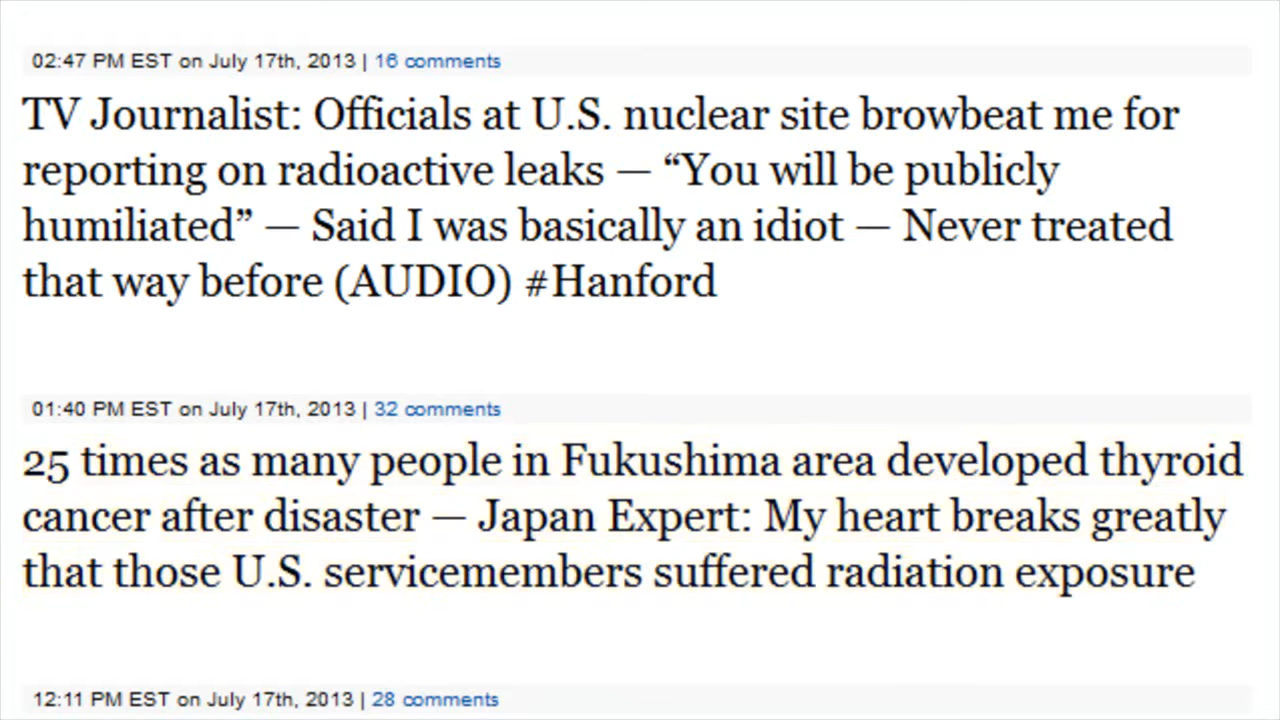 02:47 PM EST on July 17th, 2013 | 16 comments
TV Journalist: Officials at U.S. nuclear site browbeat me for
reporting on radioactive leaks — “You will be publicly
humiliated” — Said I was basically an idiot — Never treated
that way before (AUDIO) #Hanford
01:40 PM EST on July 17th, 2013 | 32 comments
25 times as many people in Fukushima area developed thyroid
cancer after disaster — Japan Expert: My heart breaks greatly
that those U.S. servicemembers suffered radiation exposure
12:11 PM EST on July 17th, 2013 | 28 comments